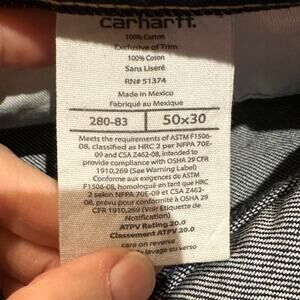 carhartt.
100% Cotton
Exclusive of Trim
100% Coton
Sans Liseré
RN# 51374
Made in Mexico
Fabriqué au Mexique
280-83 50x30
Meets the requirements of ASTM F1506-
08, classified as HRC 2 per NFPA 70E-
09 and CSA Z462-08, intended to
provide compliance with OSHA 29 CFR
1910,269 (See Warning Label)
Conforme aux exigences de ASTM
F1506-08, homologué en tant que HRC
2 selon NFPA 70E-09 et CSA Z462-
08, prévu pour conformité à OSHA
29 CFR 1910,269 (Voir Étiquette de
Notification)
ATPV Rating 20.0
Classement ATPV 20.0
care on reverse
de lavage au verso